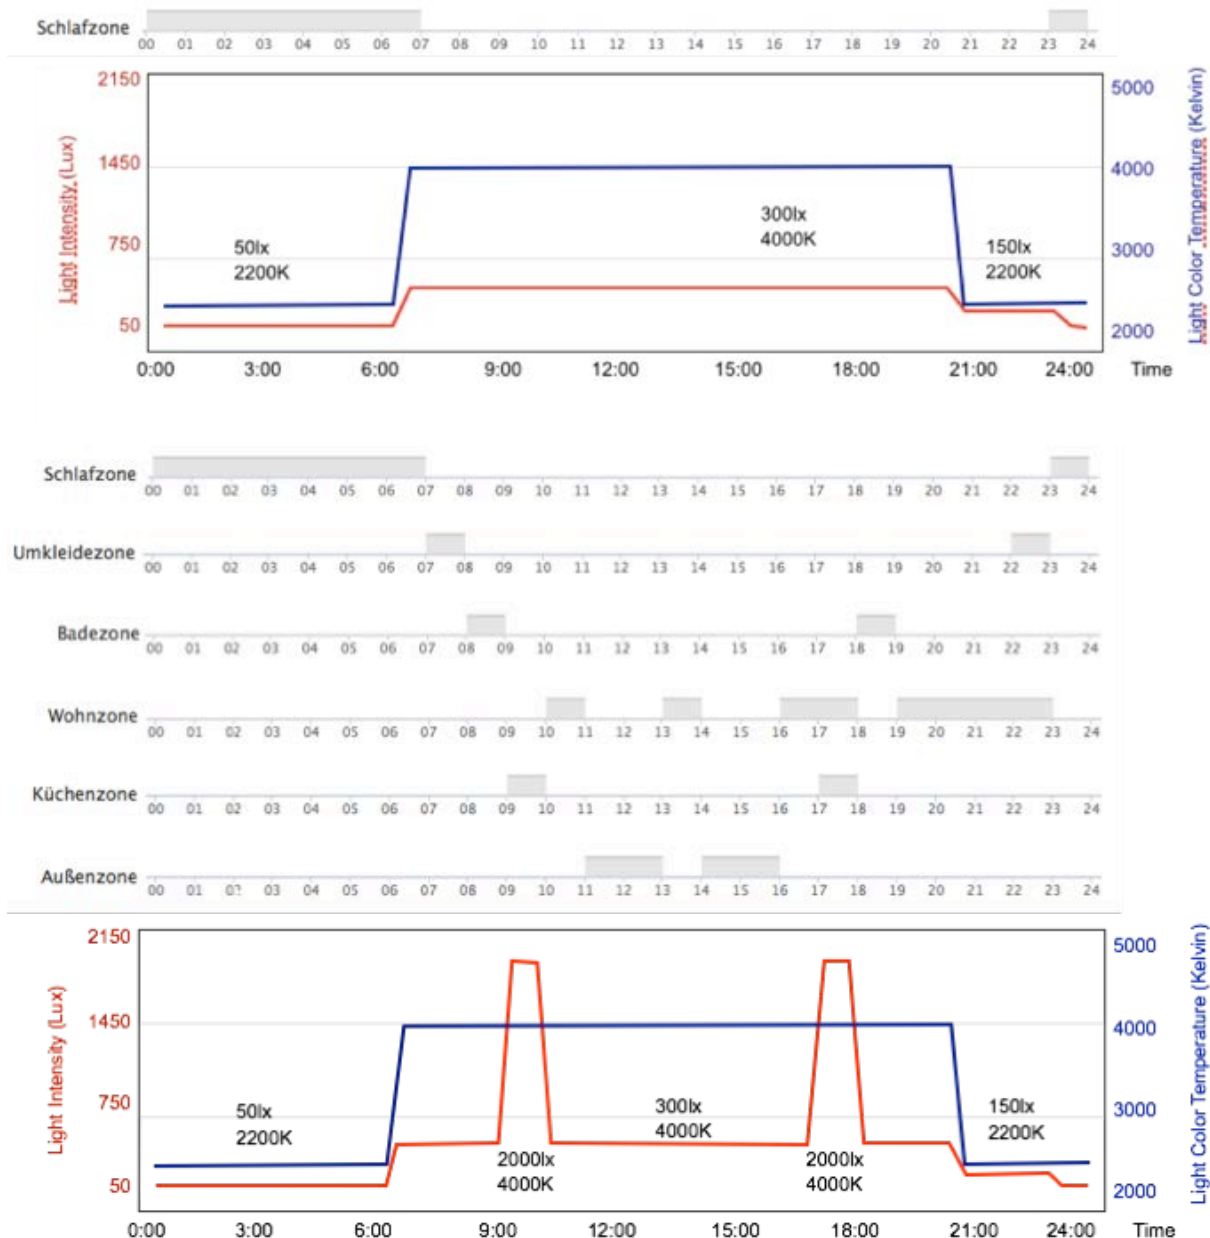 Schlafzone
00 01 02 03 04 05 06 07 08 09 10 11 12 13 14 15 16 17 18 19 20 21 22 23 24
2150
1450
750
50
Light Intensity (Lux)
5000
4000
3000
2000
Light Color Temperature (Kelvin)
50lx
2200K
300lx
4000K
150lx
2200K
0:00 3:00 6:00 9:00 12:00 15:00 18:00 21:00 24:00 Time
Schlafzone
00 01 02 03 04 05 06 07 08 09 10 11 12 13 14 15 16 17 18 19 20 21 22 23 24
Umkleidezone
00 01 02 03 04 05 06 07 08 09 10 11 12 13 14 15 16 17 18 19 20 21 22 23 24
Badezone
00 01 02 03 04 05 06 07 08 09 10 11 12 13 14 15 16 17 18 19 20 21 22 23 24
Wohnzone
00 01 02 03 04 05 06 07 08 09 10 11 12 13 14 15 16 17 18 19 20 21 22 23 24
Küchenzone
00 01 02 03 04 05 06 07 08 09 10 11 12 13 14 15 16 17 18 19 20 21 22 23 24
Außenzone
00 01 02 03 04 05 06 07 08 09 10 11 12 13 14 15 16 17 18 19 20 21 22 23 24
2150
1450
750
50
Light Intensity (Lux)
5000
4000
3000
2000
Light Color Temperature (Kelvin)
50lx
2200K
2000lx
4000K
300lx
4000K
2000lx
4000K
150lx
2200K
0:00 3:00 6:00 9:00 12:00 15:00 18:00 21:00 24:00 Time